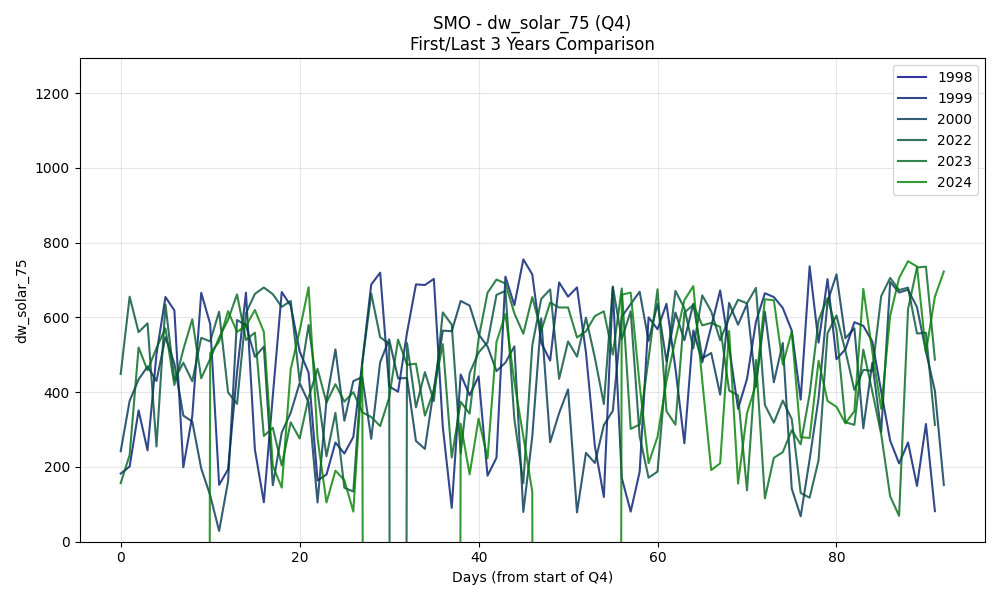 SMO - dw_solar_75 (Q4)
First/Last 3 Years Comparison
1998
1999
2000
2022
2023
2024
dw_solar_75
1200
1000
800
600
400
200
0
0 20 40 60 80
Days (from start of Q4)